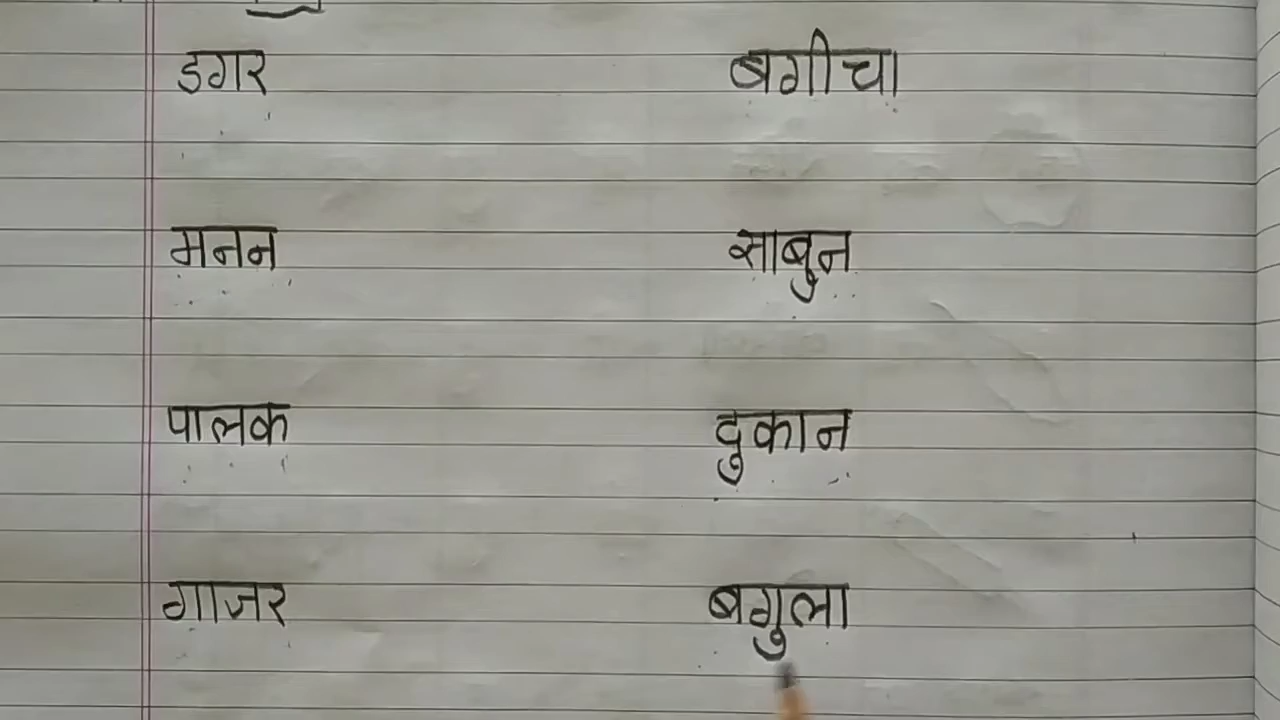 डगर बगीचा
मनन साबुन
पालक दुकान
गाजर बगुला